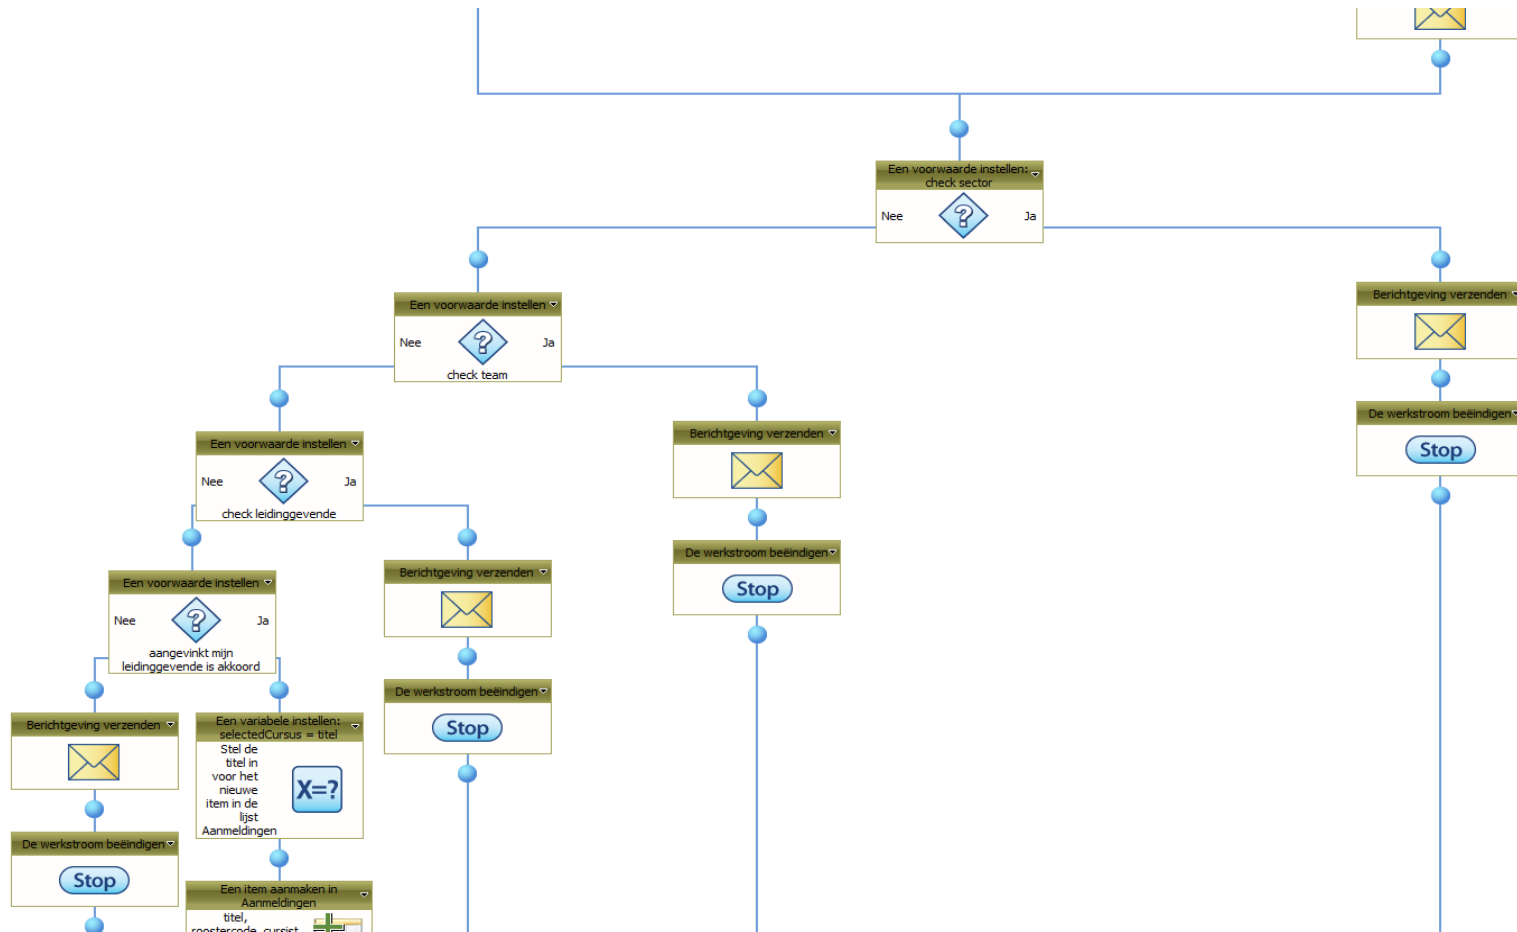 Een voorwaarde instellen:
check sector
Nee
Ja
Een voorwaarde instellen
Nee
Ja
check team
Berichtgeving verzenden
De werkstroom beëindigen
Stop
Een voorwaarde instellen
Nee
Ja
check leidinggevende
Berichtgeving verzenden
De werkstroom beëindigen
Stop
Een voorwaarde instellen
Nee
Ja
aangevinkt mijn
leidinggevende is akkoord
Berichtgeving verzenden
De werkstroom beëindigen
Stop
Berichtgeving verzenden
De werkstroom beëindigen
Stop
Een variabele instellen:
selectedCursus = titel
Stel de
titel in
voor het
nieuwe
item in de
lijst
Aanmeldingen
X=?
Een item aanmaken in
Aanmeldingen
titel,
roostercode, cursist